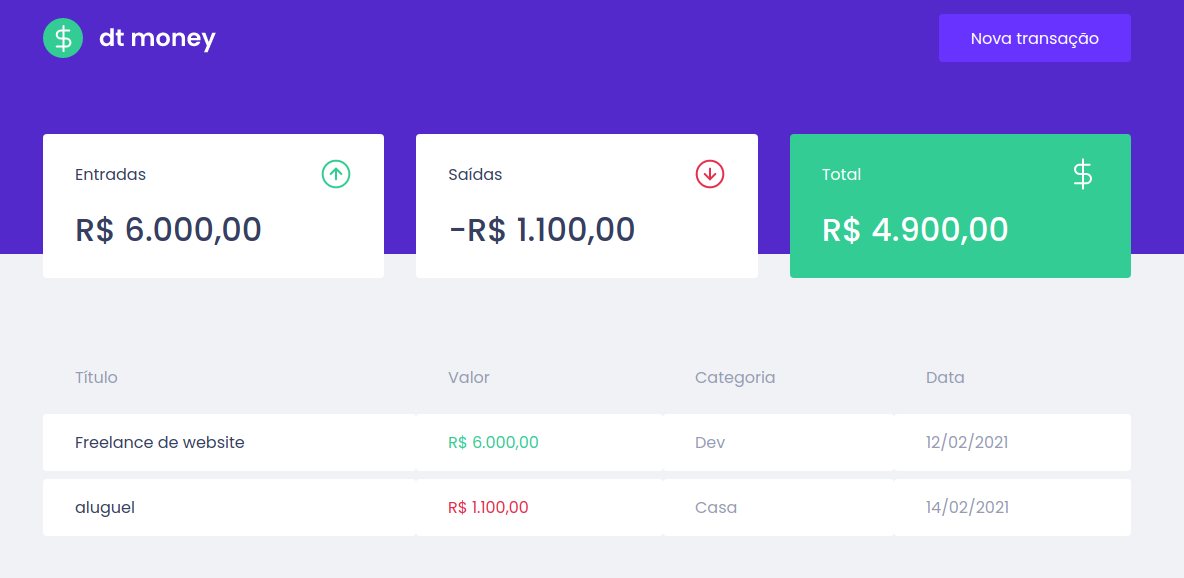 dt money
Nova transação
Entradas
Saídas
Total
R$ 6.000,00
-R$ 1.100,00
R$ 4.900,00
Título Valor Categoria Data
Freelance de website R$ 6.000,00 Dev 12/02/2021
aluguel R$ 1.100,00 Casa 14/02/2021